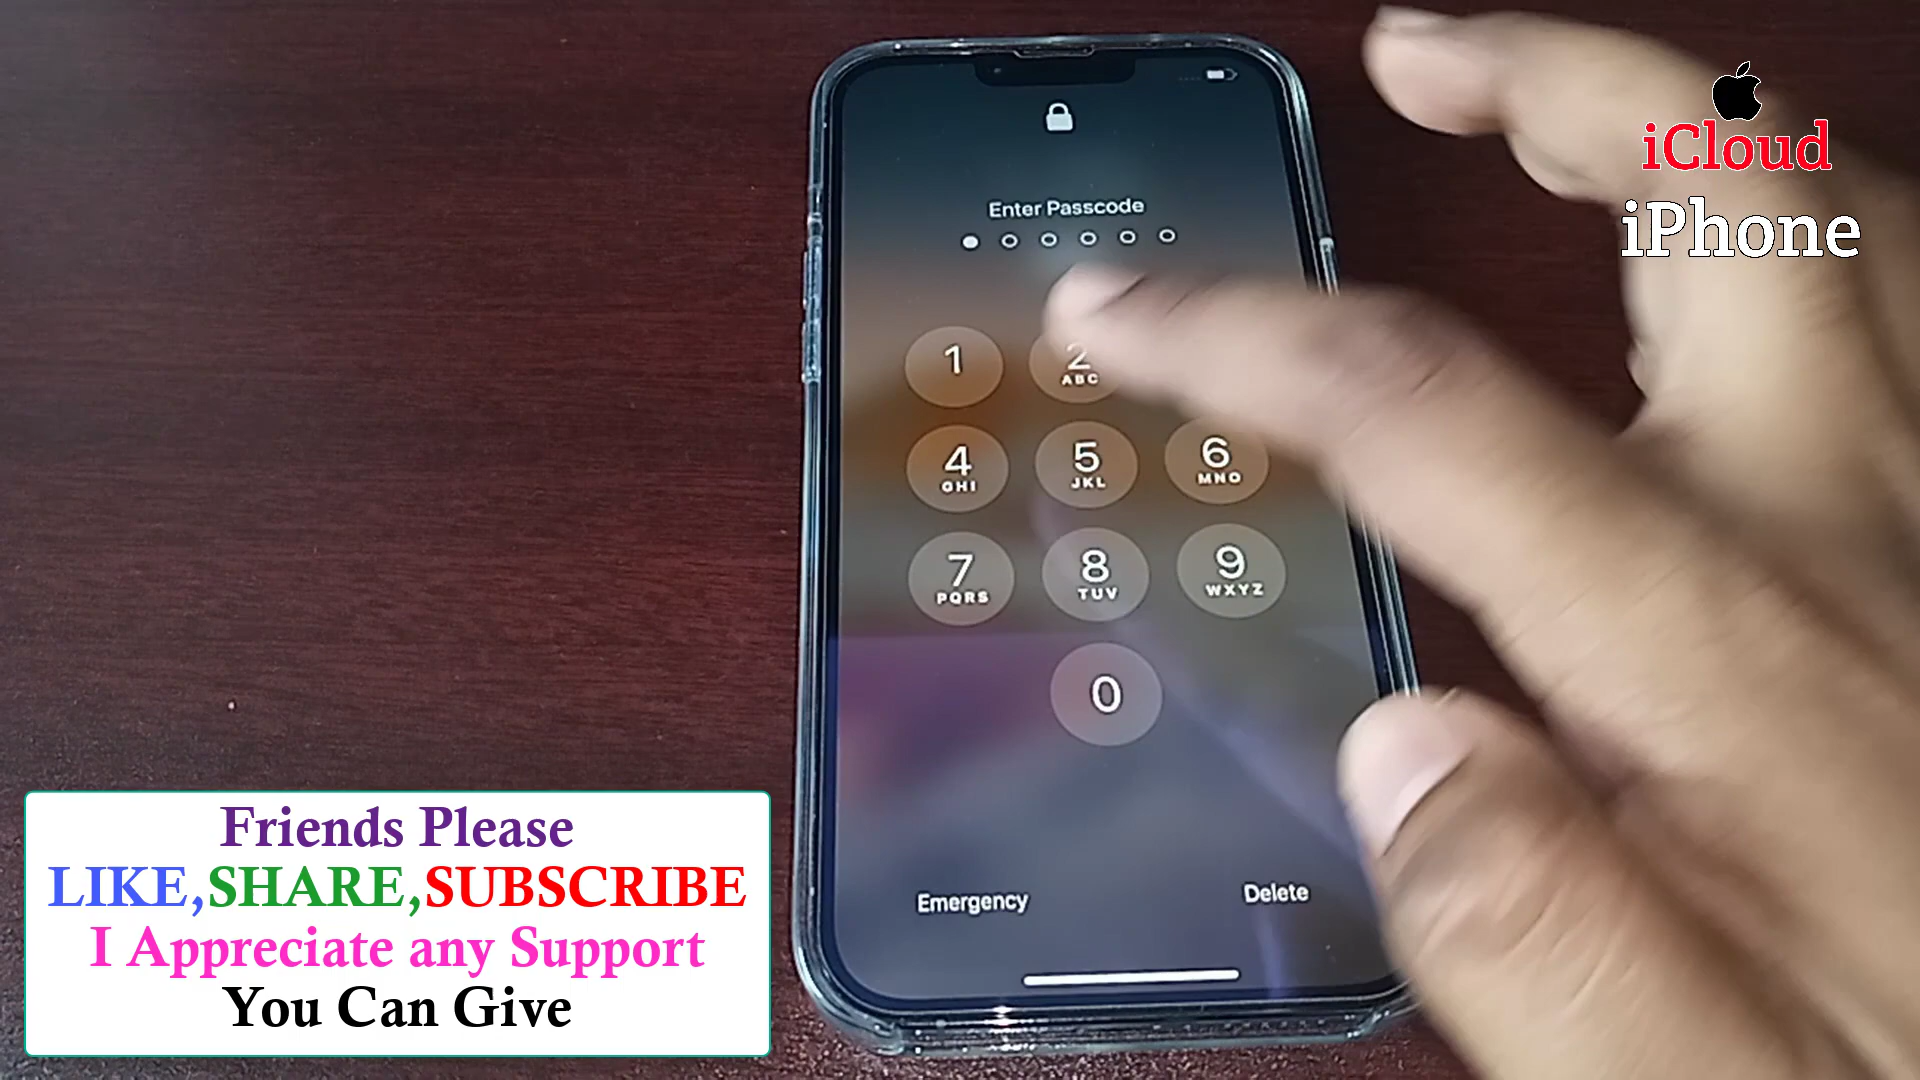 iCloud
iPhone
Enter Passcode
1
2
ABC
4
GHI
5
JKL
6
MNO
7
PQRS
8
TUV
9
WXYZ
0
Emergency
Delete
Friends Please
LIKE,SHARE,SUBSCRIBE
I Appreciate any Support
You Can Give